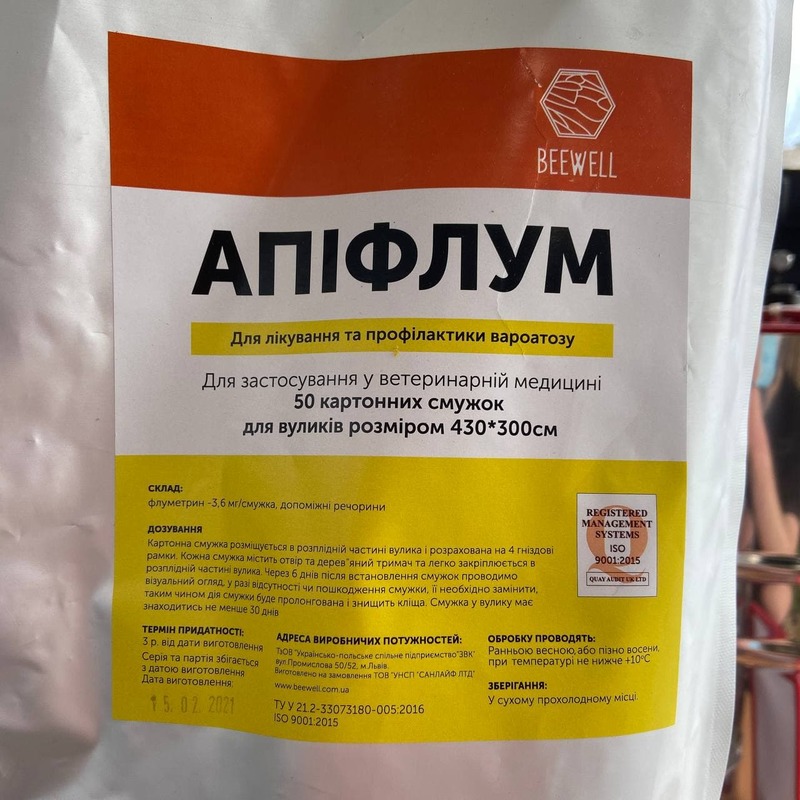 BEEWELL
АПІФЛУМ
Для лікування та профілактики вароатозу
Для застосування у ветеринарній медицині
50 картонних смужок
для вуликів розміром 430*300см
СКЛАД:
флуметрин -3,6 мг/смужка, допоміжні речорини
ДОЗУВАННЯ
Картонна смужка розміщується в розплідній частині вулика і розрахована на 4 гніздові
рамки. Кожна смужка містить отвір та дерев'яний тримач та легко закріплюється в
розплідній частині вулика. Через 6 днів після встановлення смужок проводимо
візуальний огляд, у разі відсутності чи пошкодження смужки, її необхідно замінити,
таким чином дія смужки буде пролонгована і знищить кліща. Смужка у вулику має
знаходитись не менше 30 днів
REGISTERED
MANAGEMENT
SYSTEMS
ISO
9001:2015
QUAY AUDIT UK LTD
ТЕРМІН ПРИДАТНОСТІ:
3 р. від дати виготовлення
Серія та партія збігається
з датою виготовлення
Дата виготовлення:
15. 02. 2021
АДРЕСА ВИРОБНИЧИХ ПОТУЖНОСТЕЙ:
ТзОВ "Українсько-польське спільне підприємство"ЗВК"
вул Промислова 50/52, м.Львів.
Виготовлено на замовлення ТОВ "УНСП "САНЛАЙФ ЛТД"
www.beewell.com.ua
ТУ У 21.2-33073180-005:2016
ISO 9001:2015
ОБРОБКУ ПРОВОДЯТЬ:
Ранньою весною, або пізно восени,
при температурі не нижче +10°С
ЗБЕРІГАННЯ:
У сухому прохолодному місці.